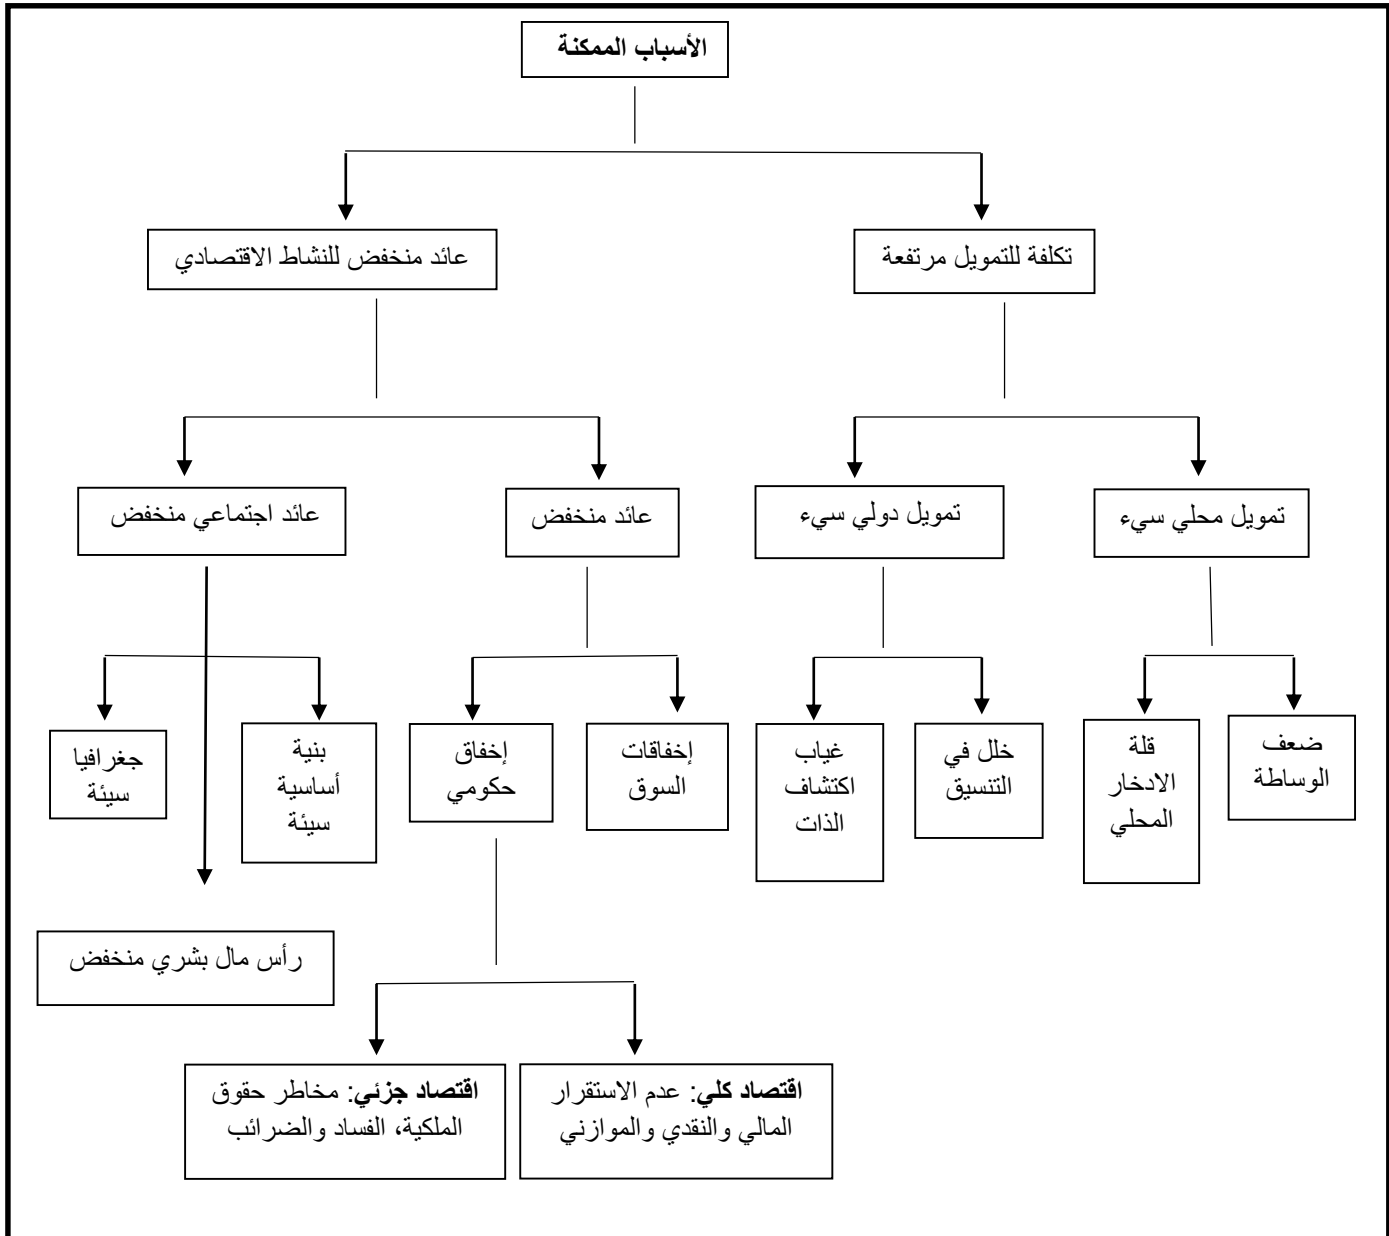 الأسباب الممكنة
تكلفة للتمويل مرتفعة
عائد منخفض للنشاط الاقتصادي
تمويل محلي سيء
تمويل دولي سيء
عائد منخفض
عائد اجتماعي منخفض
ضعف
الوساطة
قلة
الادخار
المحلي
خلل في
التنسيق
غياب
اكتشاف
الذات
إخفاقات
السوق
إخفاق
حكومي
بنية
أساسية
سيئة
جغرافيا
سيئة
رأس مال بشري منخفض
اقتصاد كلي: عدم الاستقرار
المالي والنقدي والموازني
اقتصاد جزئي: مخاطر حقوق
الملكية، الفساد والضرائب